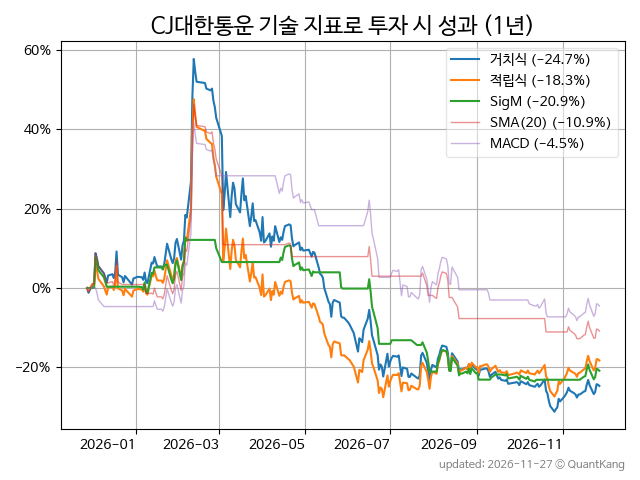 CJ대한통운 기술 지표로 투자 시 성과 (1년)
60%
40%
20%
0%
−20%
거치식 (−24.7%)
적립식 (−18.3%)
SigM (−20.9%)
SMA(20) (−10.9%)
MACD (−4.5%)
2026-01 2026-03 2026-05 2026-07 2026-09 2026-11
updated: 2026-11-27 © QuantKang